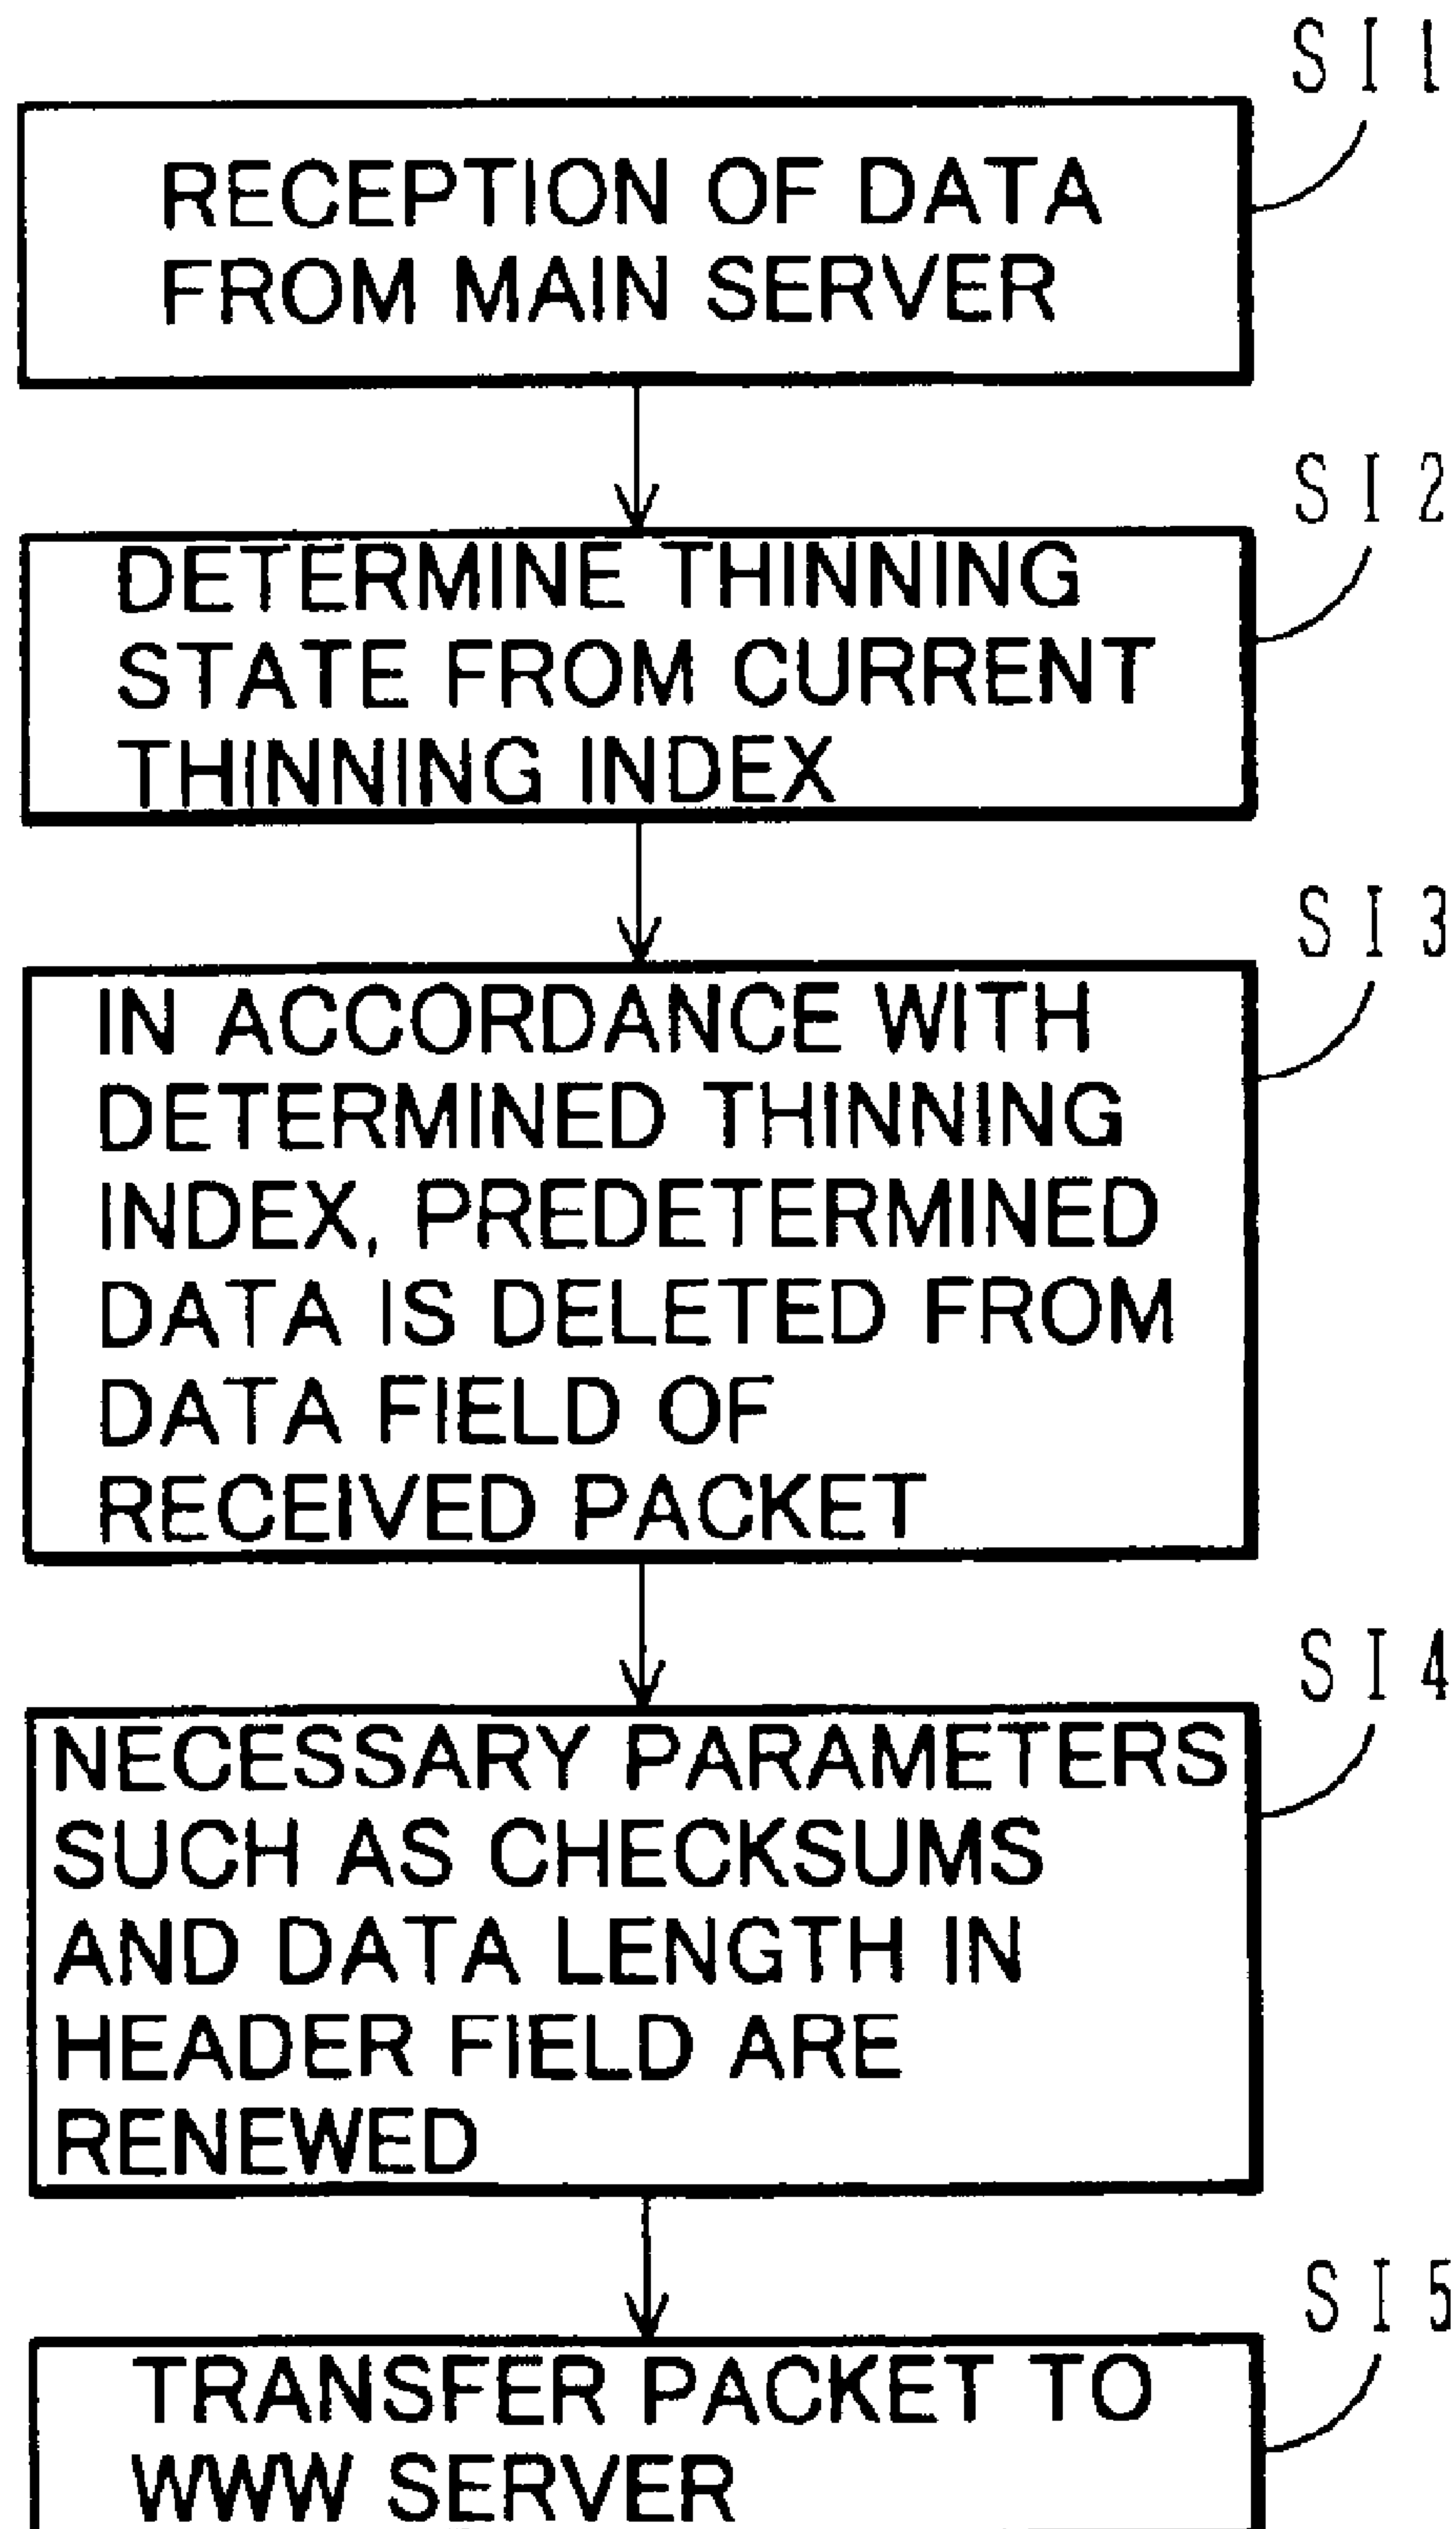 S I 1
RECEPTION OF DATA
FROM MAIN SERVER
S I 2
DETERMINE THINNING
STATE FROM CURRENT
THINNING INDEX
S I 3
IN ACCORDANCE WITH
DETERMINED THINNING
INDEX, PREDETERMINED
DATA IS DELETED FROM
DATA FIELD OF
RECEIVED PACKET
S I 4
NECESSARY PARAMETERS
SUCH AS CHECKSUMS
AND DATA LENGTH IN
HEADER FIELD ARE
RENEWED
S I 5
TRANSFER PACKET TO
WWW SERVER